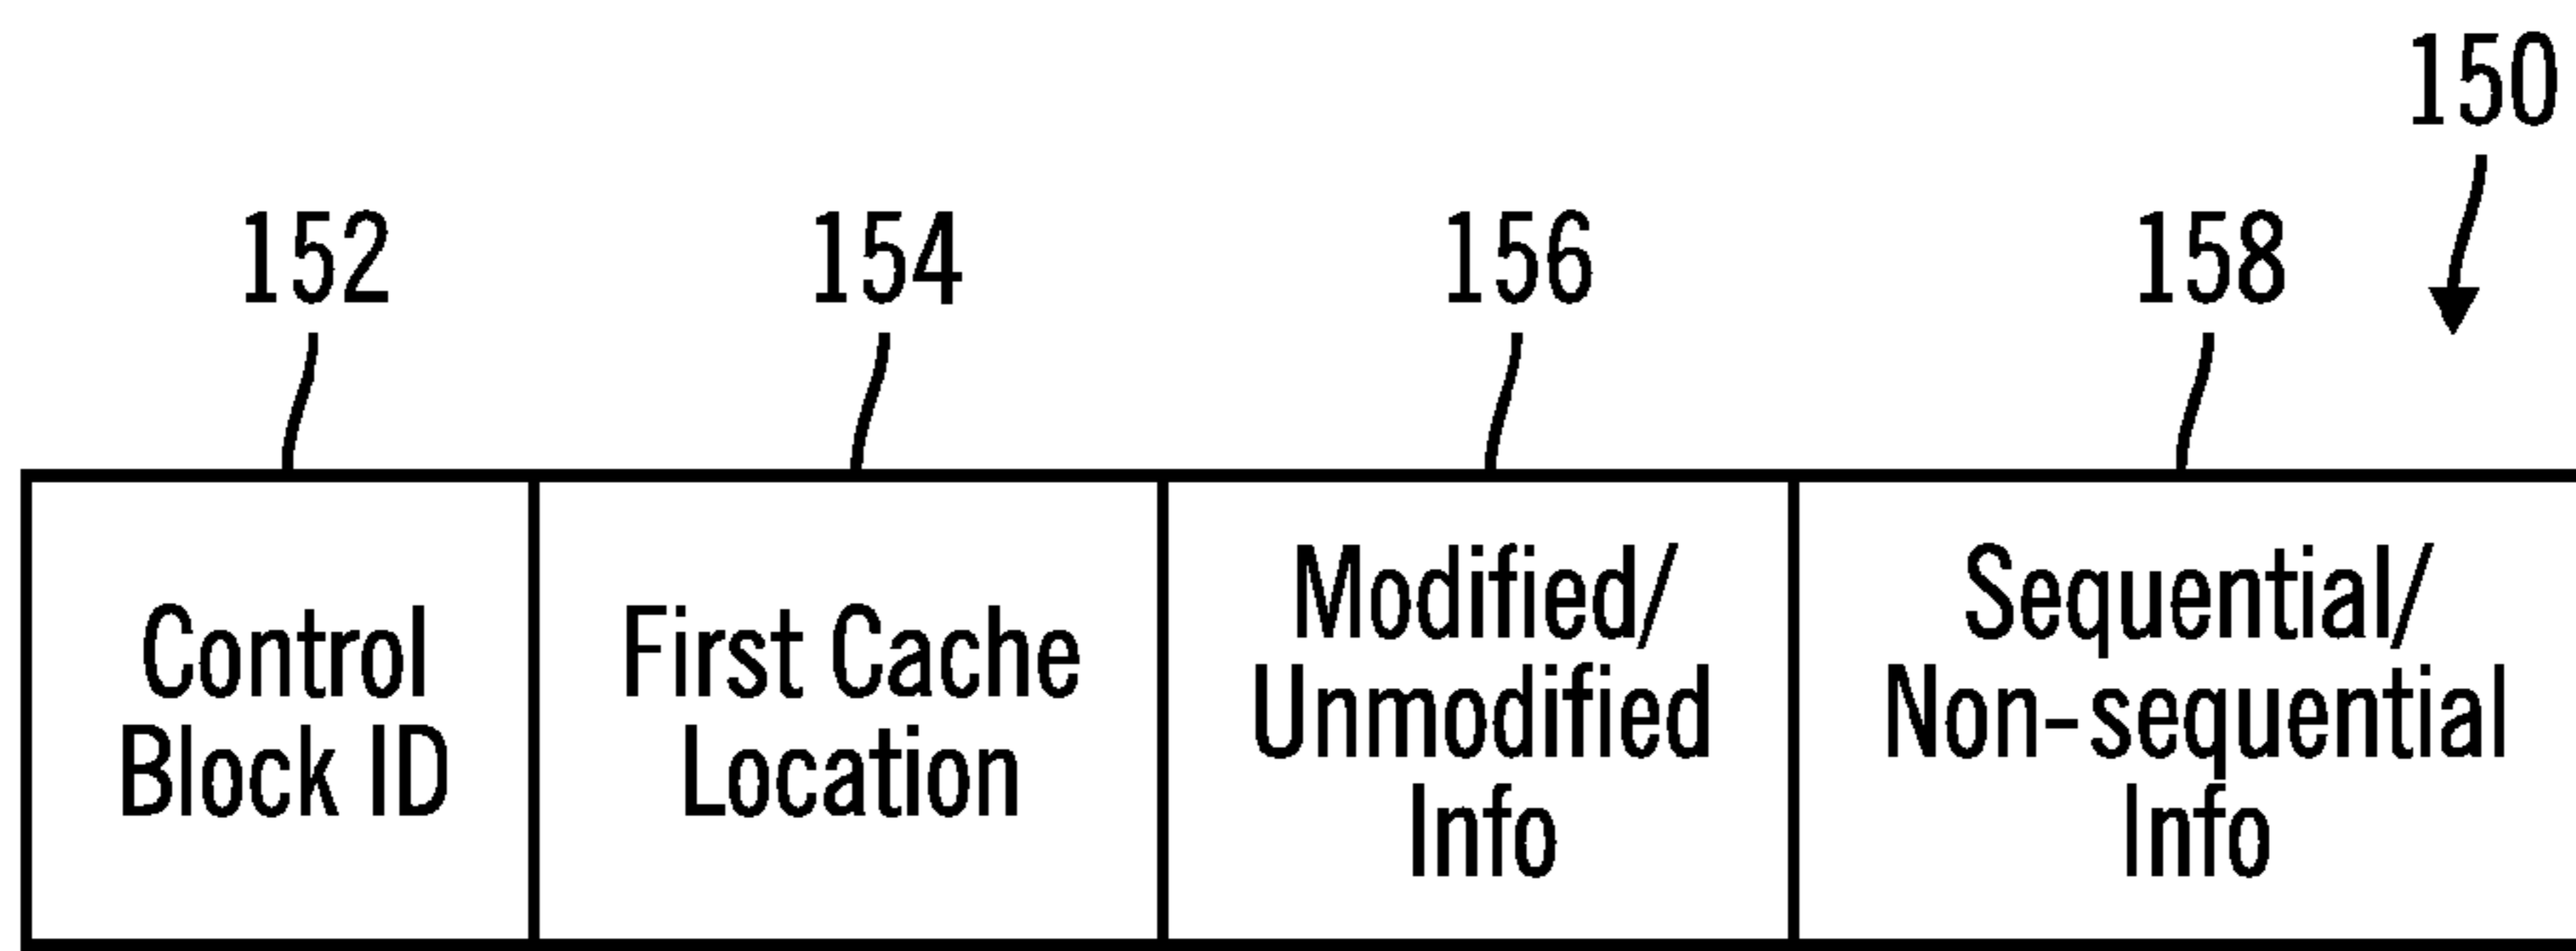 150
152
154
156
158
Control
Block ID
First Cache
Location
Modified/
Unmodified
Info
Sequential/
Non-sequential
Info